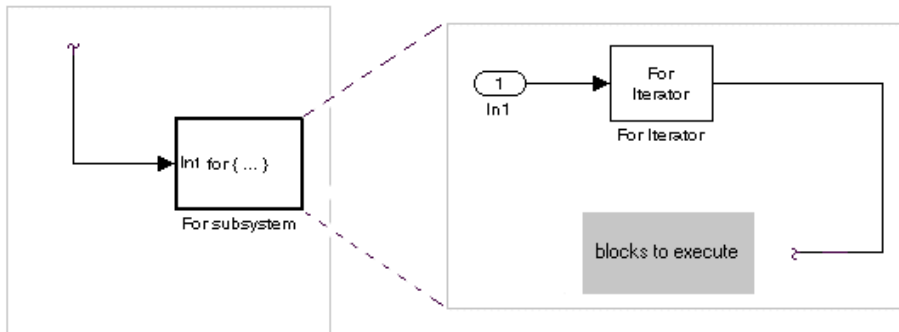 In1 for { ... }
For subsystem
1
In1
For
Iterator
For Iterator
blocks to execute